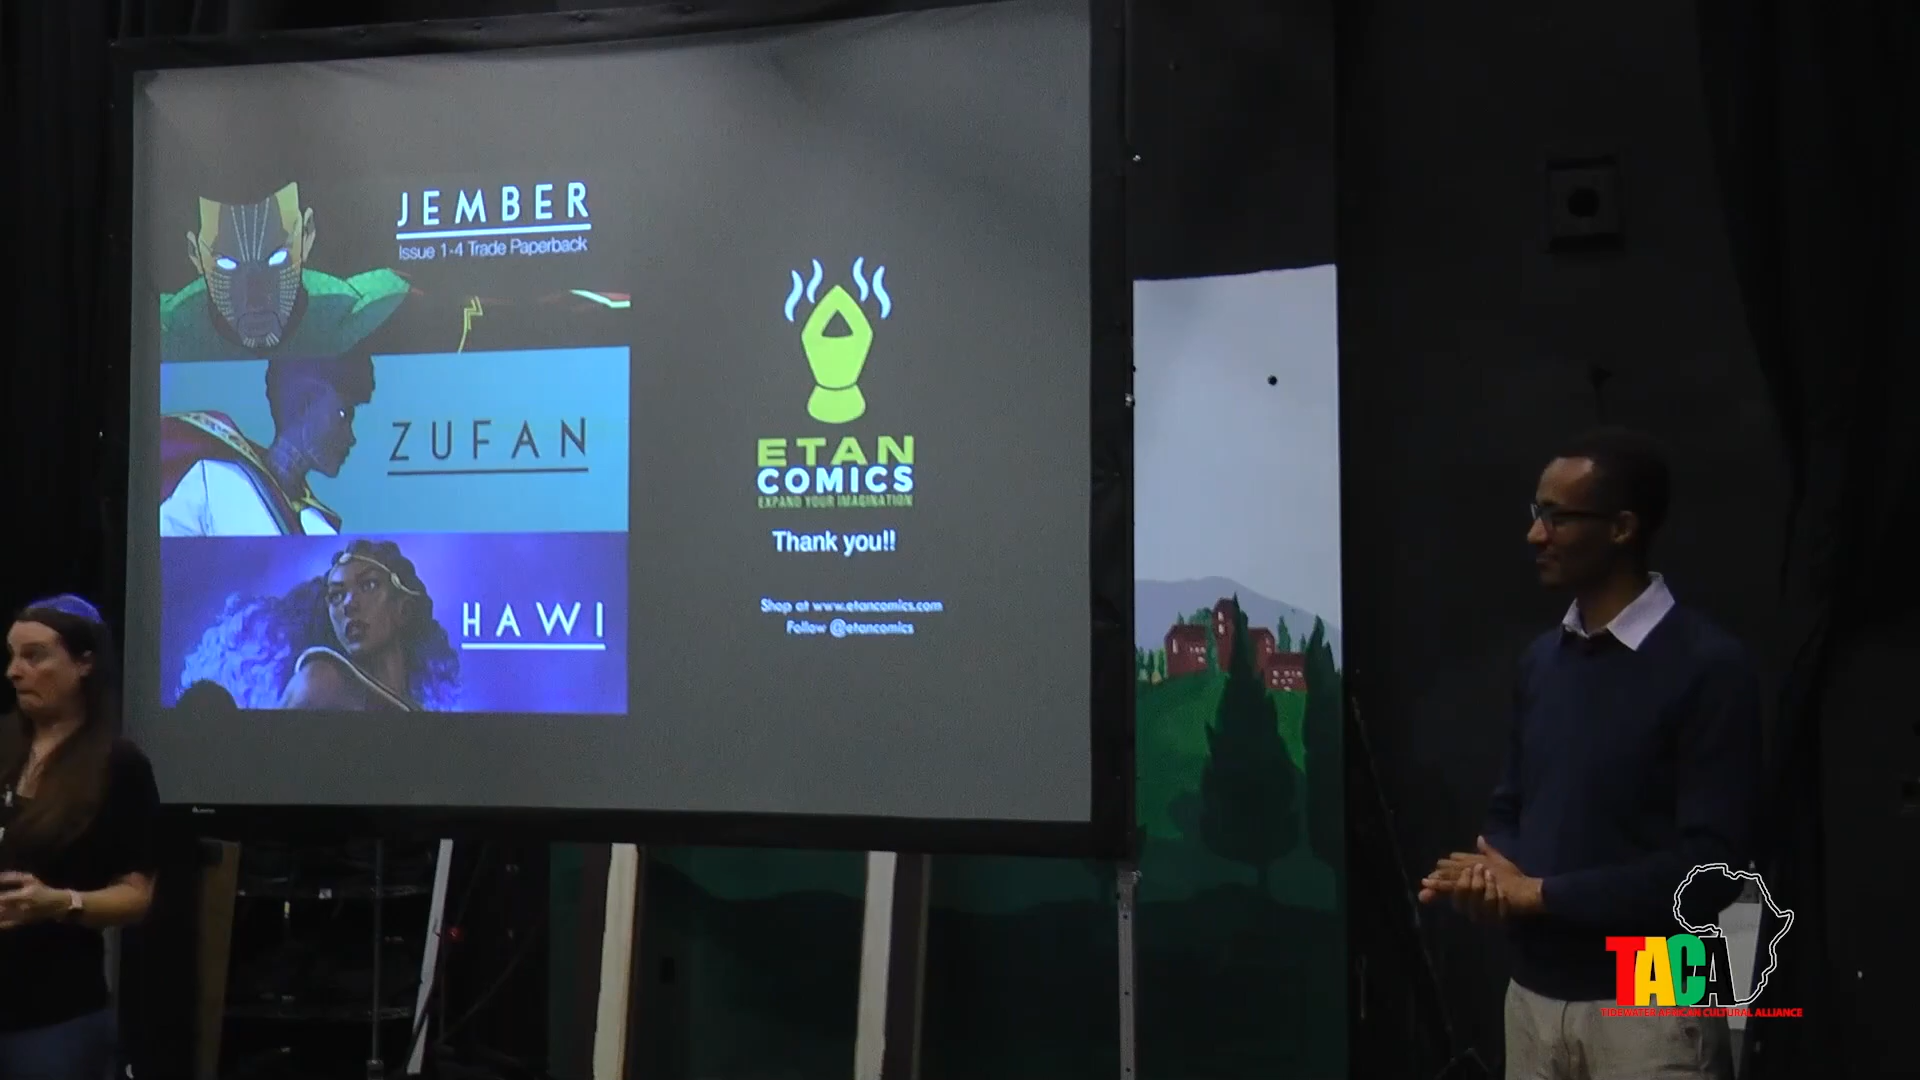 JEMBER
Issue 1-4 Trade Paperback
ZUFAN
HAWI
ETAN
COMICS
EXPAND YOUR IMAGINATION
Thank you!!
Shop at www.etancomics.com
Follow @etancomics
TACA
TIDEWATER AFRICAN CULTURAL ALLIANCE